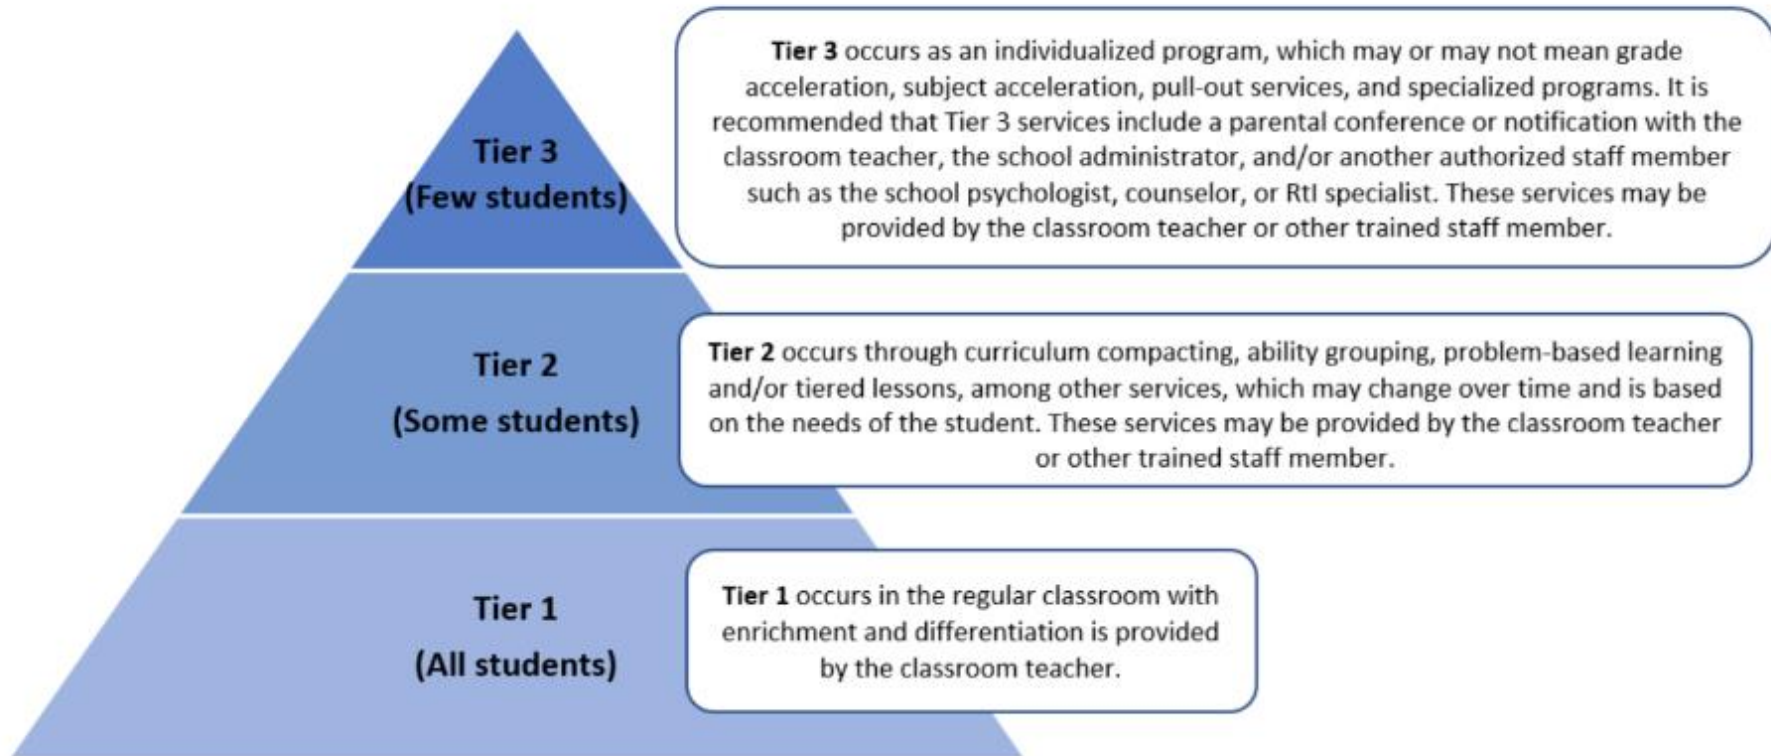 Tier 3
(Few students)
Tier 3 occurs as an individualized program, which may or may not mean grade
acceleration, subject acceleration, pull-out services, and specialized programs. It is
recommended that Tier 3 services include a parental conference or notification with the
classroom teacher, the school administrator, and/or another authorized staff member
such as the school psychologist, counselor, or RtI specialist. These services may be
provided by the classroom teacher or other trained staff member.
Tier 2
(Some students)
Tier 2 occurs through curriculum compacting, ability grouping, problem-based learning
and/or tiered lessons, among other services, which may change over time and is based
on the needs of the student. These services may be provided by the classroom teacher
or other trained staff member.
Tier 1
(All students)
Tier 1 occurs in the regular classroom with
enrichment and differentiation is provided
by the classroom teacher.